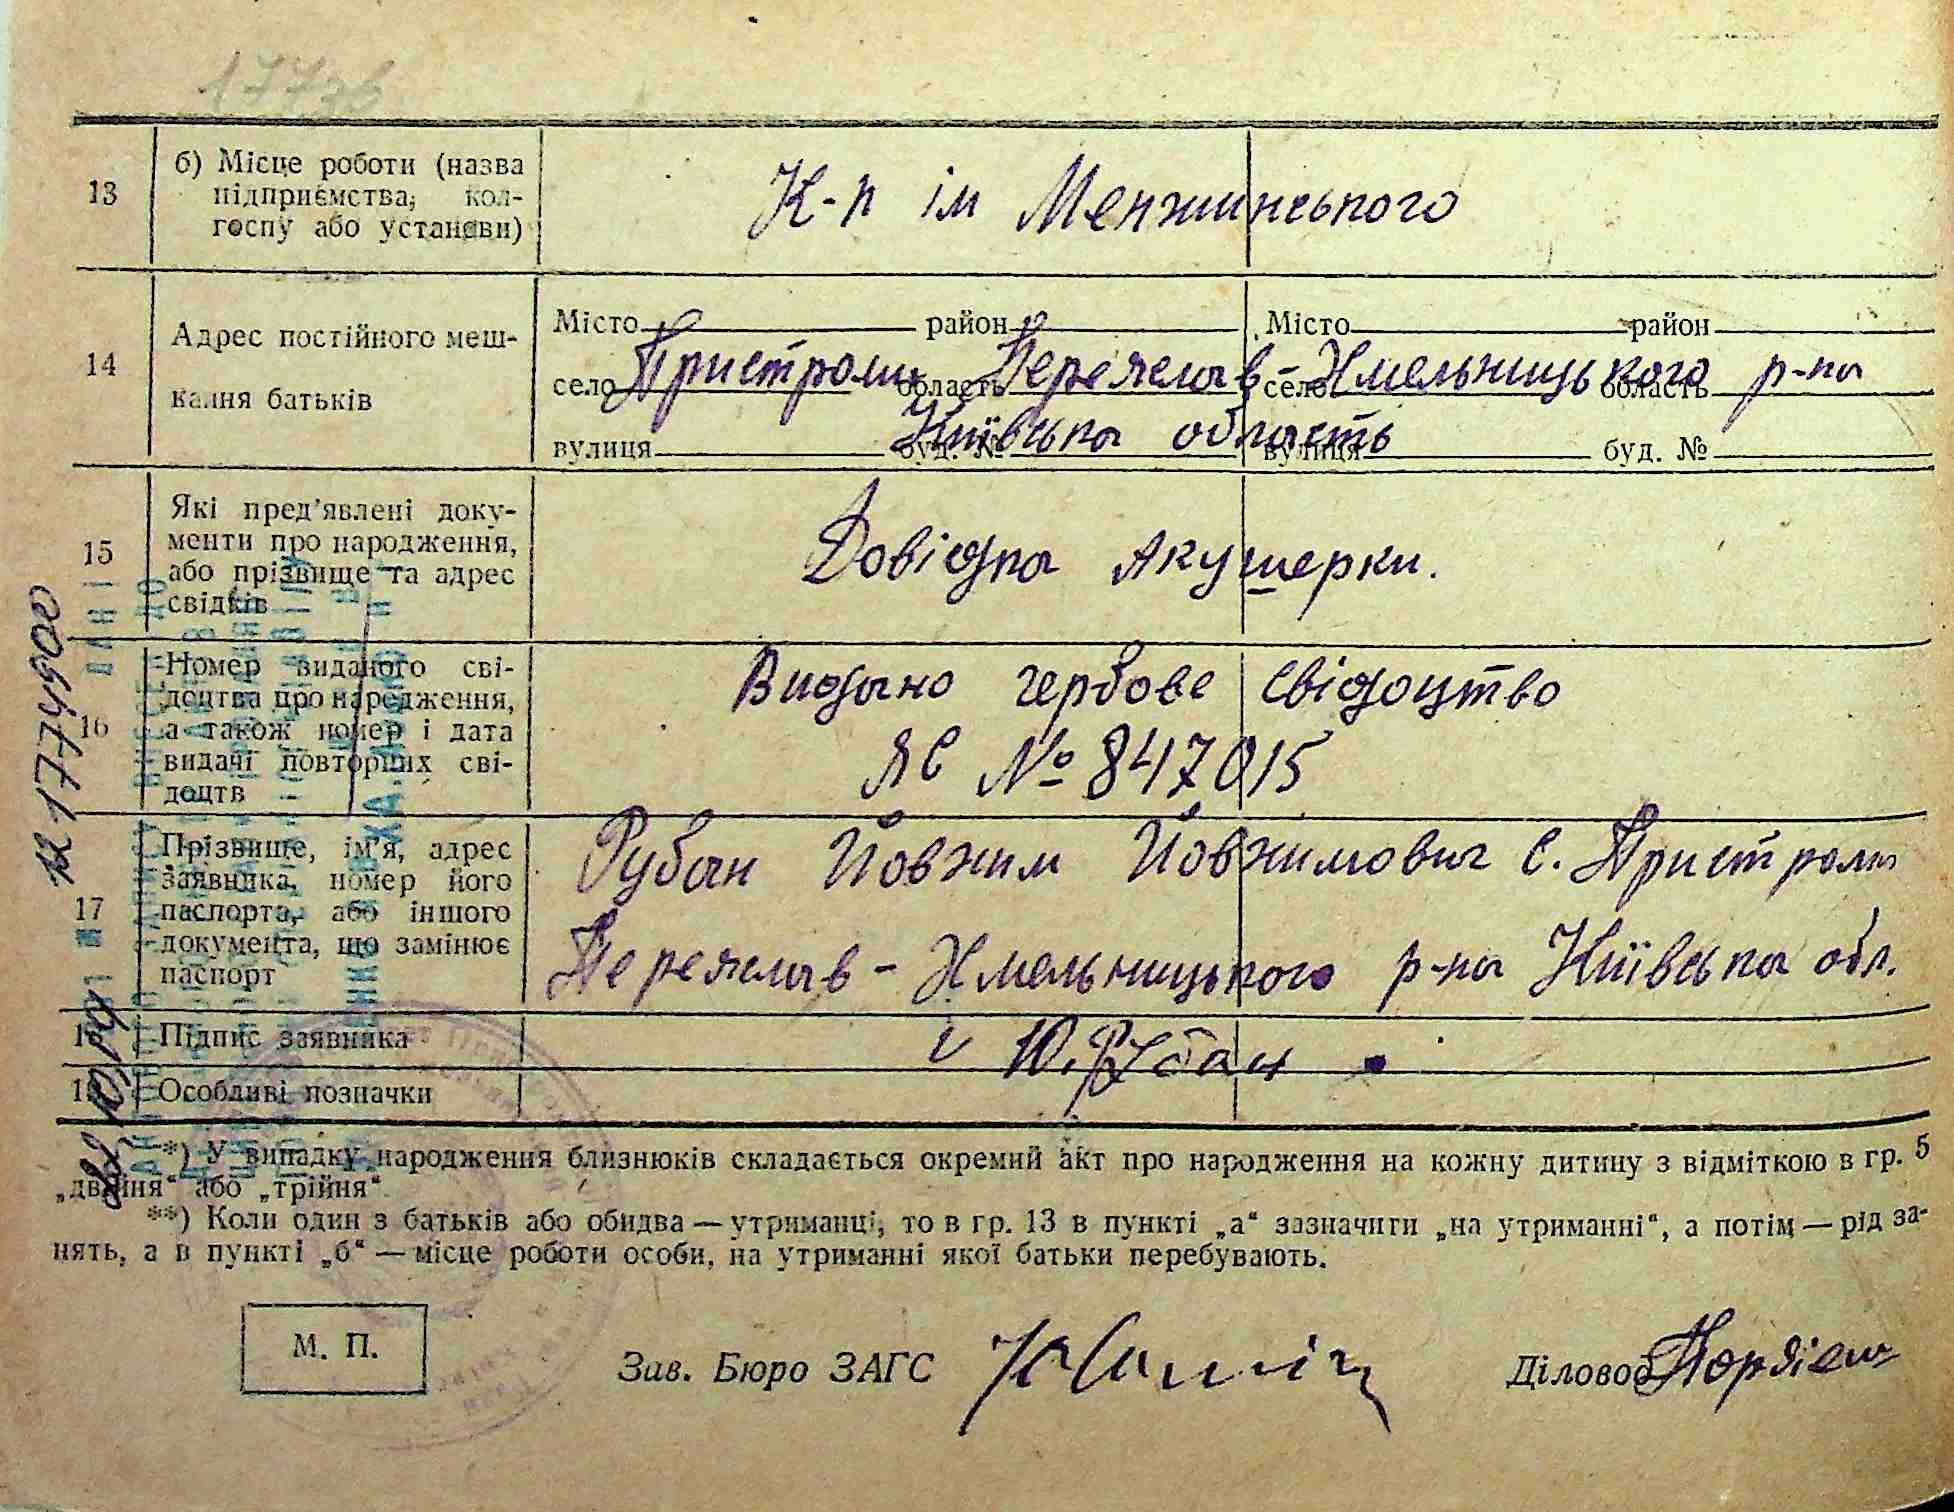 13 б) Місце роботи (назва
підприємства, кол-
госпу або установи)
К-п ім Менжинського
14 Адрес постійного меш-
кання батьків
Місто район Місто район
село Пристроми область Переяслав-Хмельницького р-на село область
вулиця Київська область буд. № вулиця буд. №
15 Які пред'явлені доку-
менти про народження,
або прізвище та адрес
свідків
Довідка Акушерки.
16 Номер виданого сві-
доцтва про народження,
а також номер і дата
видачі повторних сві-
доцтв
Видано гербове свідоцтво
ЯС № 847015
17 Прізвище, ім'я, адрес
заявника, номер його
паспорта, або іншого
документа, що замінює
паспорт
Рубан Йовхим Йовхимович с. Пристроми
Переяслав-Хмельницького р-на Київська обл.
18 Підпис заявника
Ю. Рубан
19 Особливі позначки
*) У випадку народження близнюків складається окремий акт про народження на кожну дитину з відміткою в гр. 5
„двійня“ або „трійня“
**) Коли один з батьків або обидва — утриманці, то в гр. 13 в пункті „а“ зазначити „на утриманні“, а потім — рід за-
нять, а в пункті „б“ — місце роботи особи, на утриманні якої батьки перебувають.
М. П.
Зав. Бюро ЗАГС
Діловод